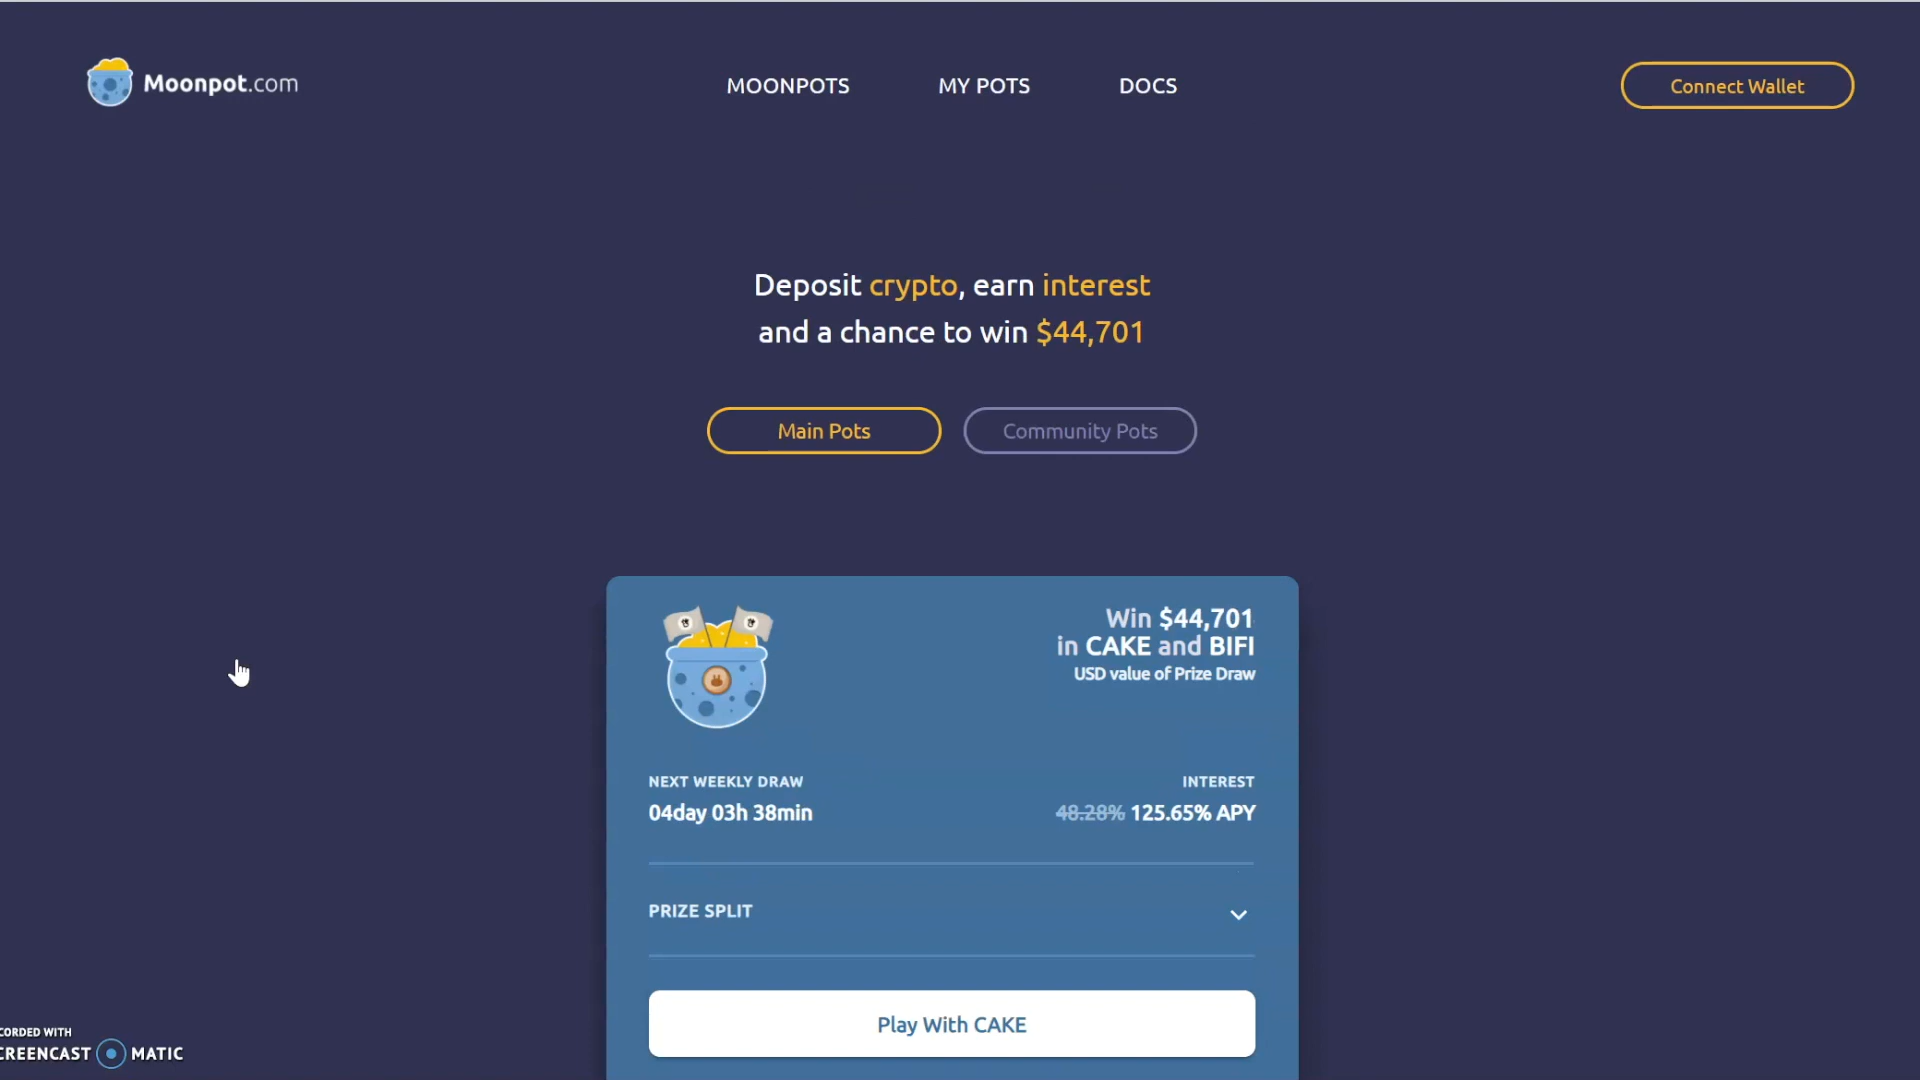 Moonpot.com
MOONPOTS
MY POTS
DOCS
Connect Wallet
Deposit crypto, earn interest
and a chance to win $44,701
Main Pots
Community Pots
Win $44,701
in CAKE and BIFI
USD value of Prize Draw
NEXT WEEKLY DRAW
04day 03h 38min
INTEREST
48.28% 125.65% APY
PRIZE SPLIT
Play With CAKE
CORDED WITH
CREENCAST MATIC